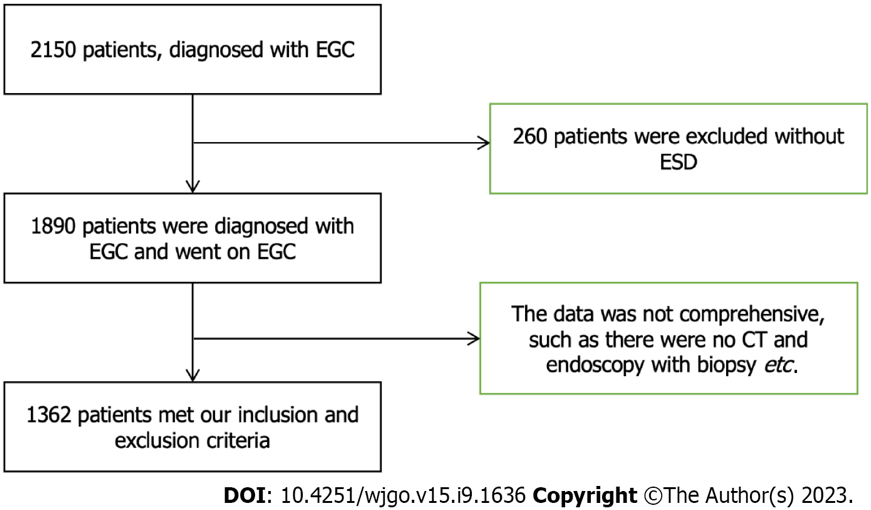 2150 patients, diagnosed with EGC
260 patients were excluded without
ESD
1890 patients were diagnosed with
EGC and went on EGC
The data was not comprehensive,
such as there were no CT and
endoscopy with biopsy etc.
1362 patients met our inclusion and
exclusion criteria
DOI: 10.4251/wjgo.v15.i9.1636 Copyright ©The Author(s) 2023.